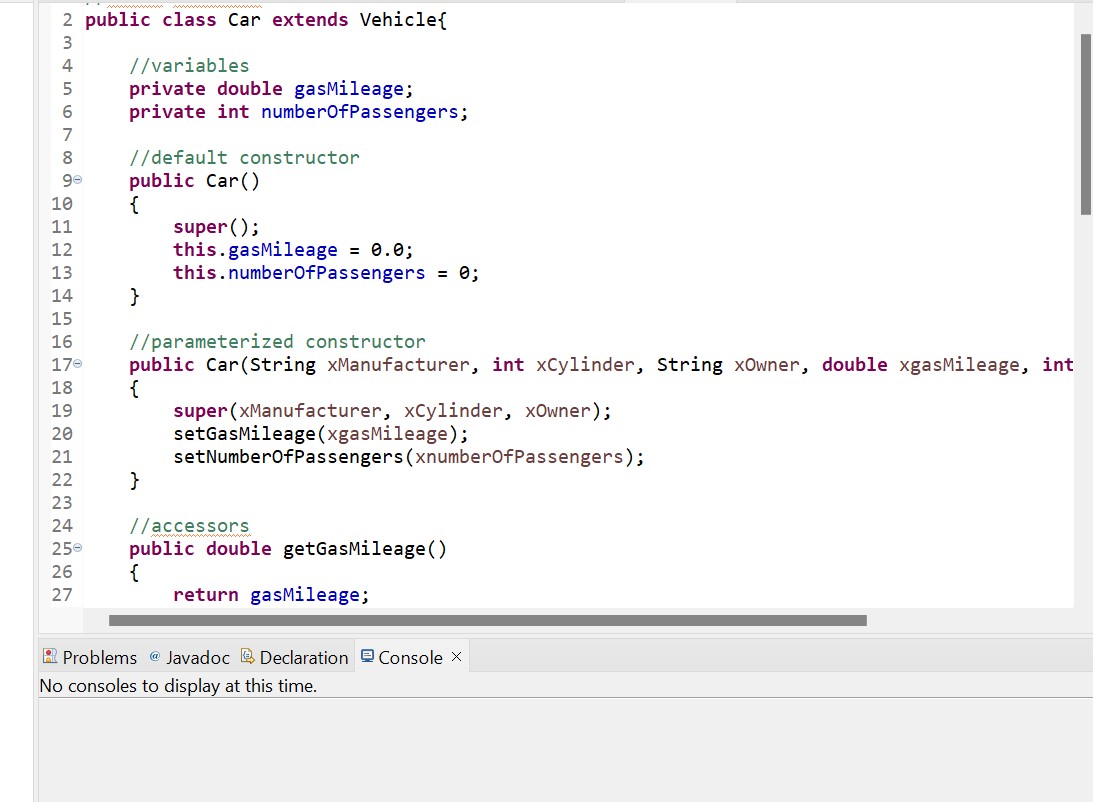 2 public class Car extends Vehicle{
3
4 //variables
5 private double gasMileage;
6 private int numberOfPassengers;
7
8 //default constructor
9 public Car()
10 {
11 super();
12 this.gasMileage = 0.0;
13 this.numberOfPassengers = 0;
14 }
15
16 //parameterized constructor
17 public Car(String xManufacturer, int xCylinder, String xOwner, double xgasMileage, int
18 {
19 super(xManufacturer, xCylinder, xOwner);
20 setGasMileage(xgasMileage);
21 setNumberOfPassengers(xnumberOfPassengers);
22 }
23
24 //accessors
25 public double getGasMileage()
26 {
27 return gasMileage;
Problems @ Javadoc Declaration Console
No consoles to display at this time.